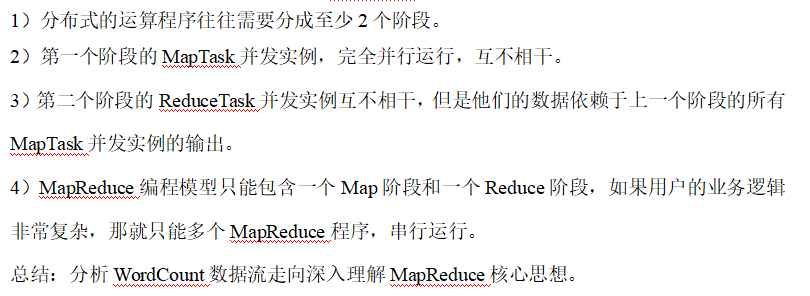 1）分布式的运算程序往往需要分成至少 2 个阶段。
2）第一个阶段的 MapTask 并发实例，完全并行运行，互不相干。
3）第二个阶段的 ReduceTask 并发实例互不相干，但是他们的数据依赖于上一个阶段的所有
MapTask 并发实例的输出。
4）MapReduce 编程模型只能包含一个 Map 阶段和一个 Reduce 阶段，如果用户的业务逻辑
非常复杂，那就只能多个 MapReduce 程序，串行运行。
总结：分析 WordCount 数据流走向深入理解 MapReduce 核心思想。